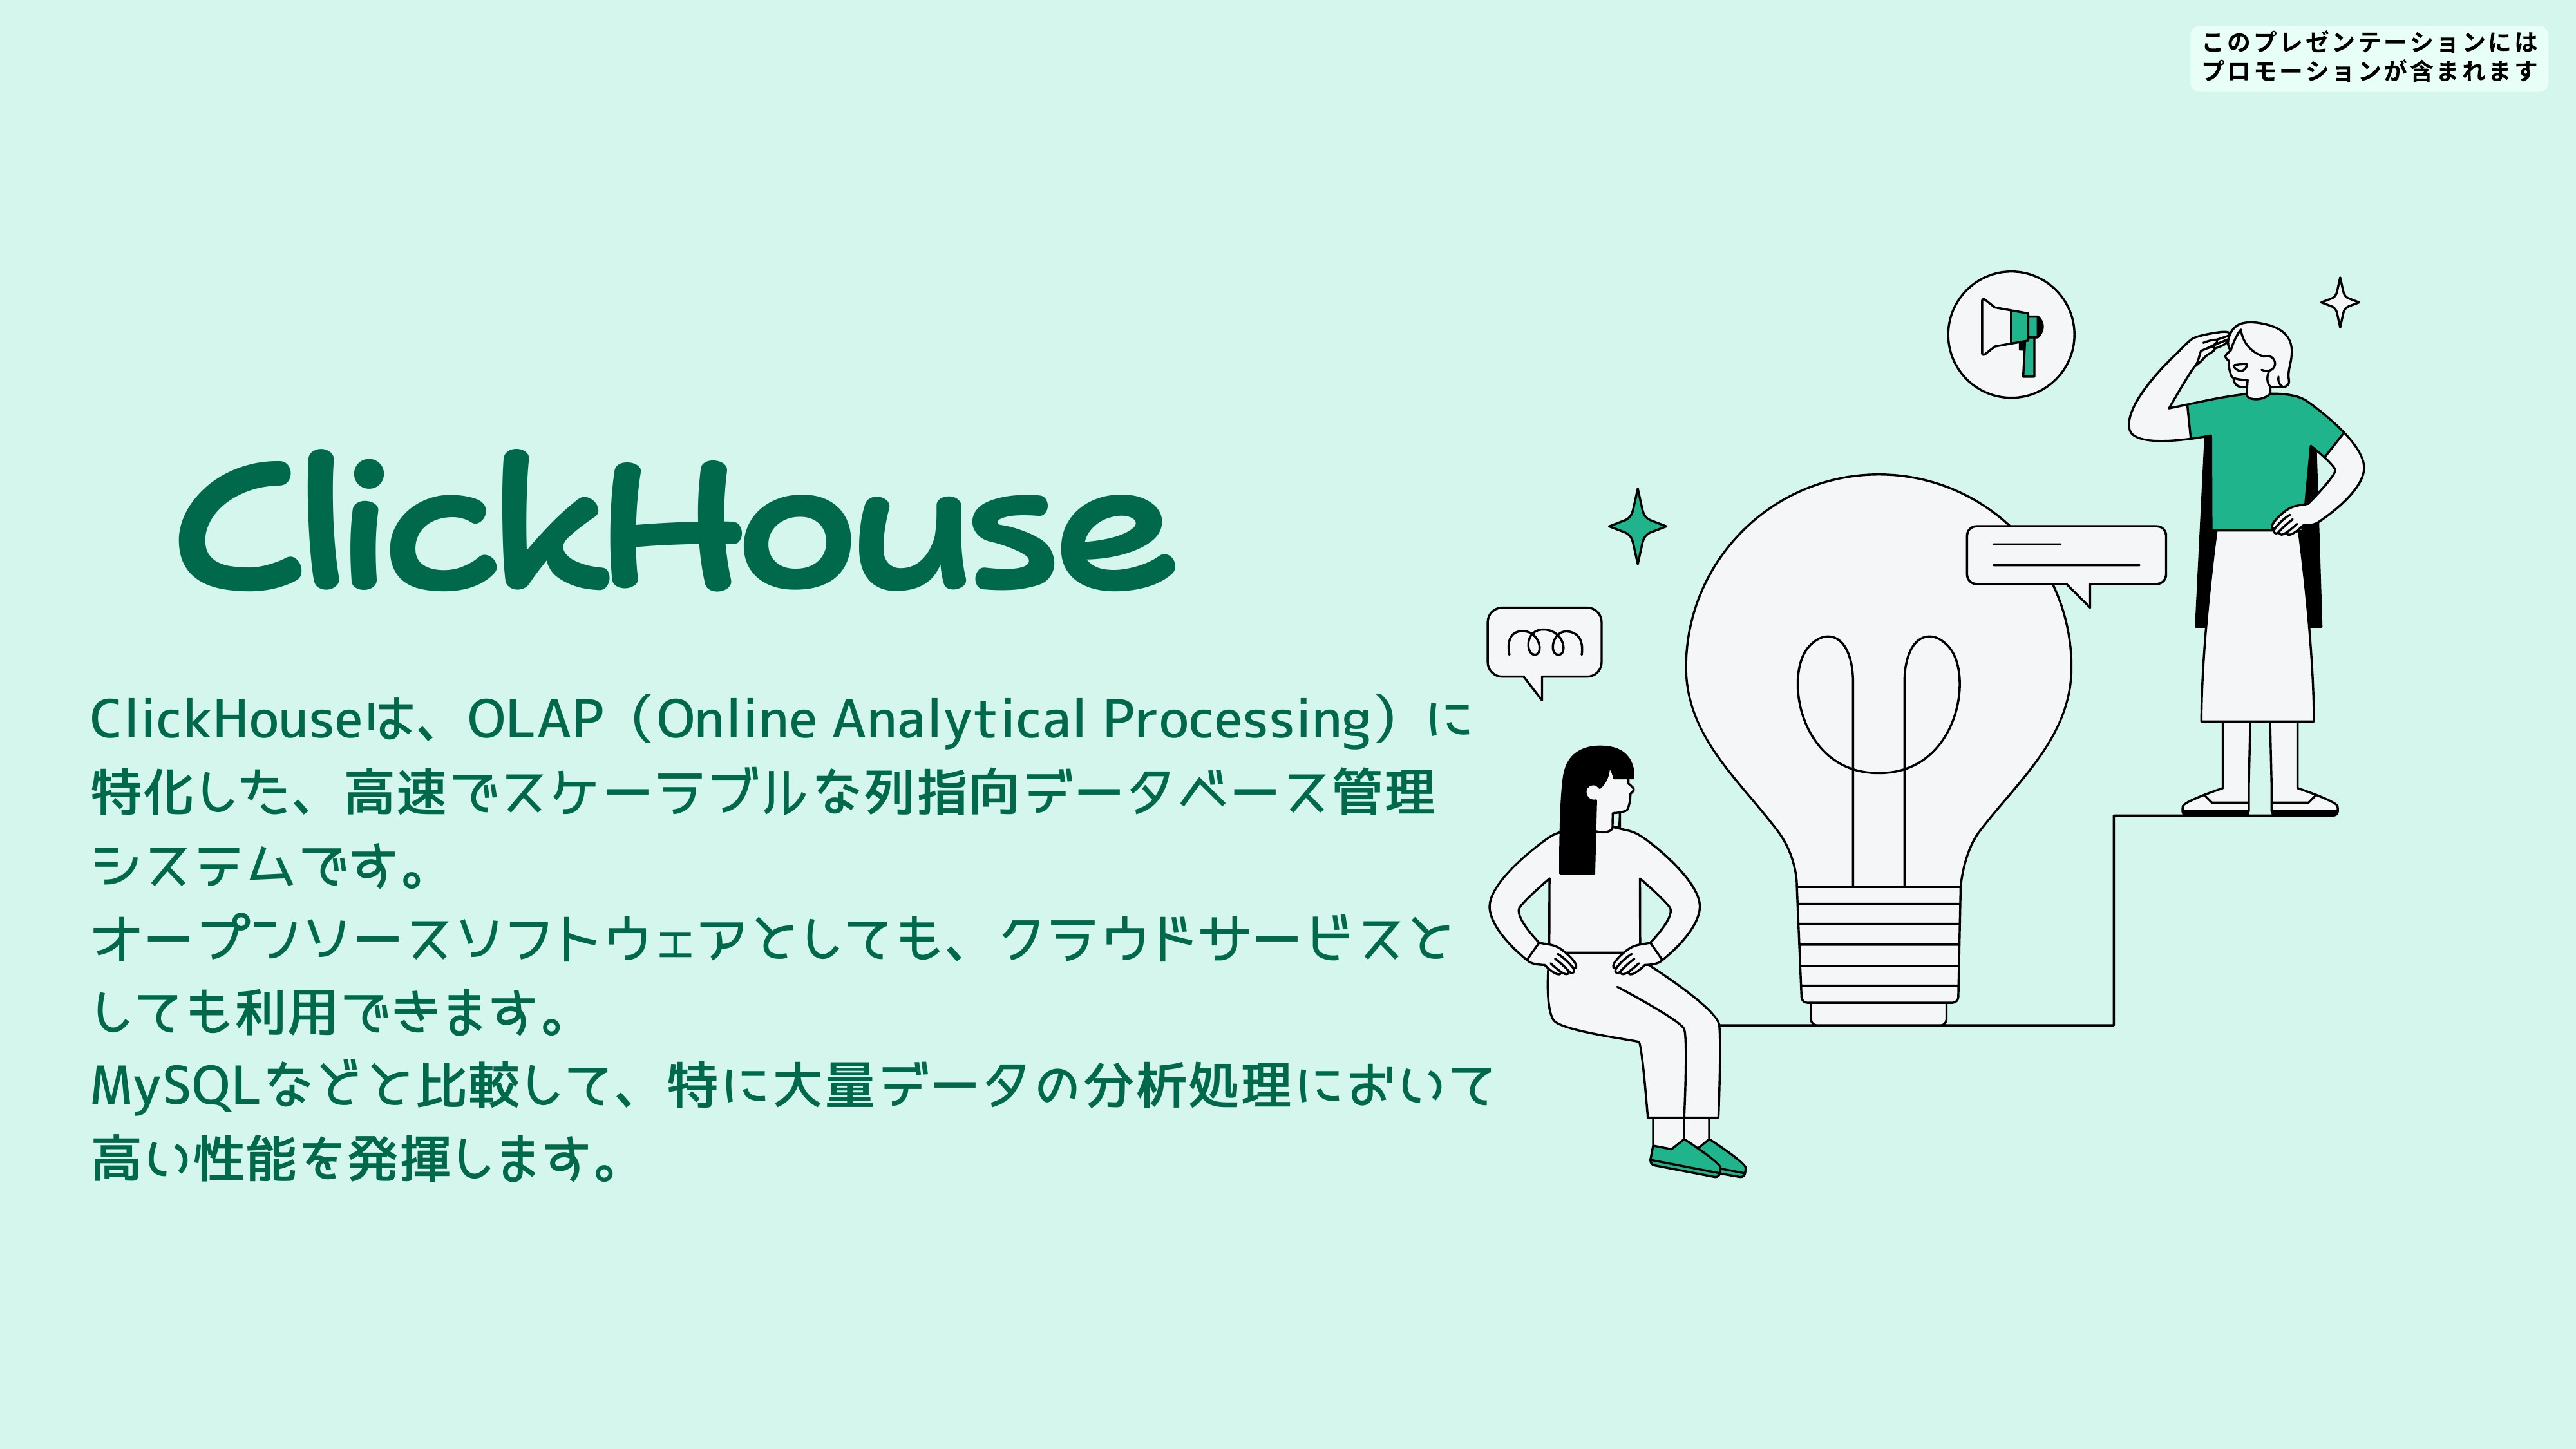 このプレゼンテーションには
プロモーションが含まれます
ClickHouse
ClickHouseは、OLAP（Online Analytical Processing）に
特化した、高速でスケーラブルな列指向データベース管理
システムです。
オープンソースソフトウェアとしても、クラウドサービスと
しても利用できます。
MySQLなどと比較して、特に大量データの分析処理において
高い性能を発揮します。